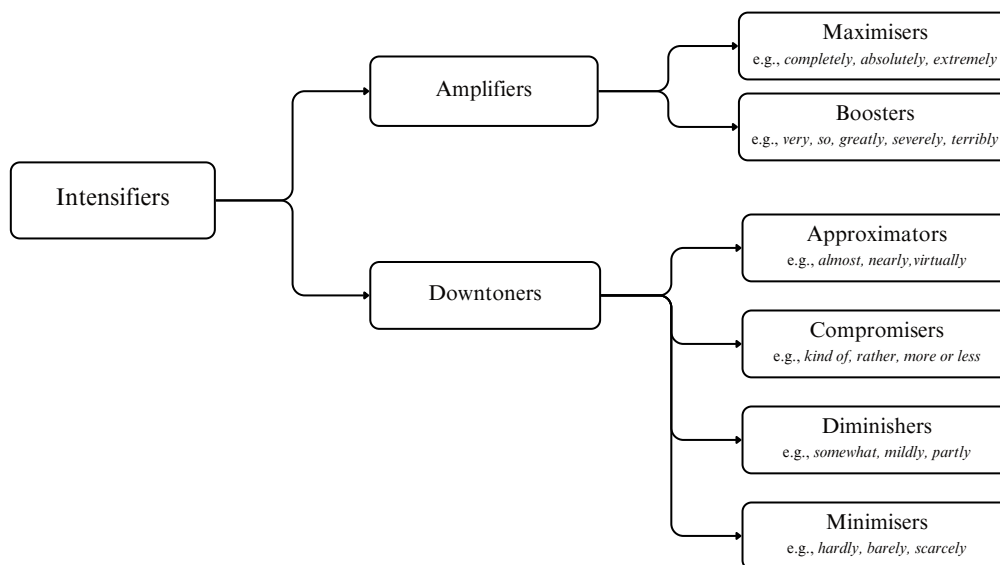 Maximisers
e.g., completely, absolutely, extremely
Amplifiers
Boosters
e.g., very, so, greatly, severely, terribly
Intensifiers
Approximators
e.g., almost, nearly,virtually
Downtoners
Compromisers
e.g., kind of, rather, more or less
Diminishers
e.g., somewhat, mildly, partly
Minimisers
e.g., hardly, barely, scarcely